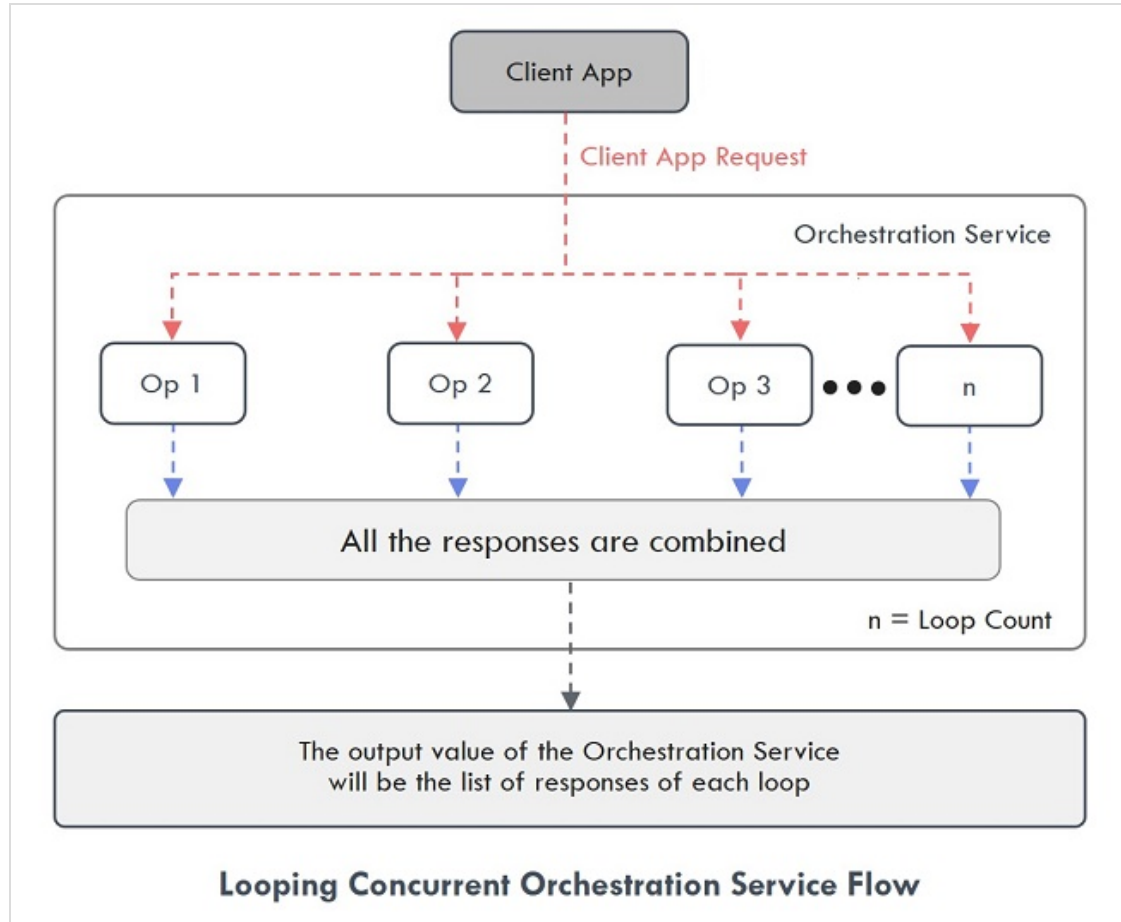 Client App
Client App Request
Orchestration Service
Op 1
Op 2
Op 3
n
All the responses are combined
n = Loop Count
The output value of the Orchestration Service
will be the list of responses of each loop
Looping Concurrent Orchestration Service Flow